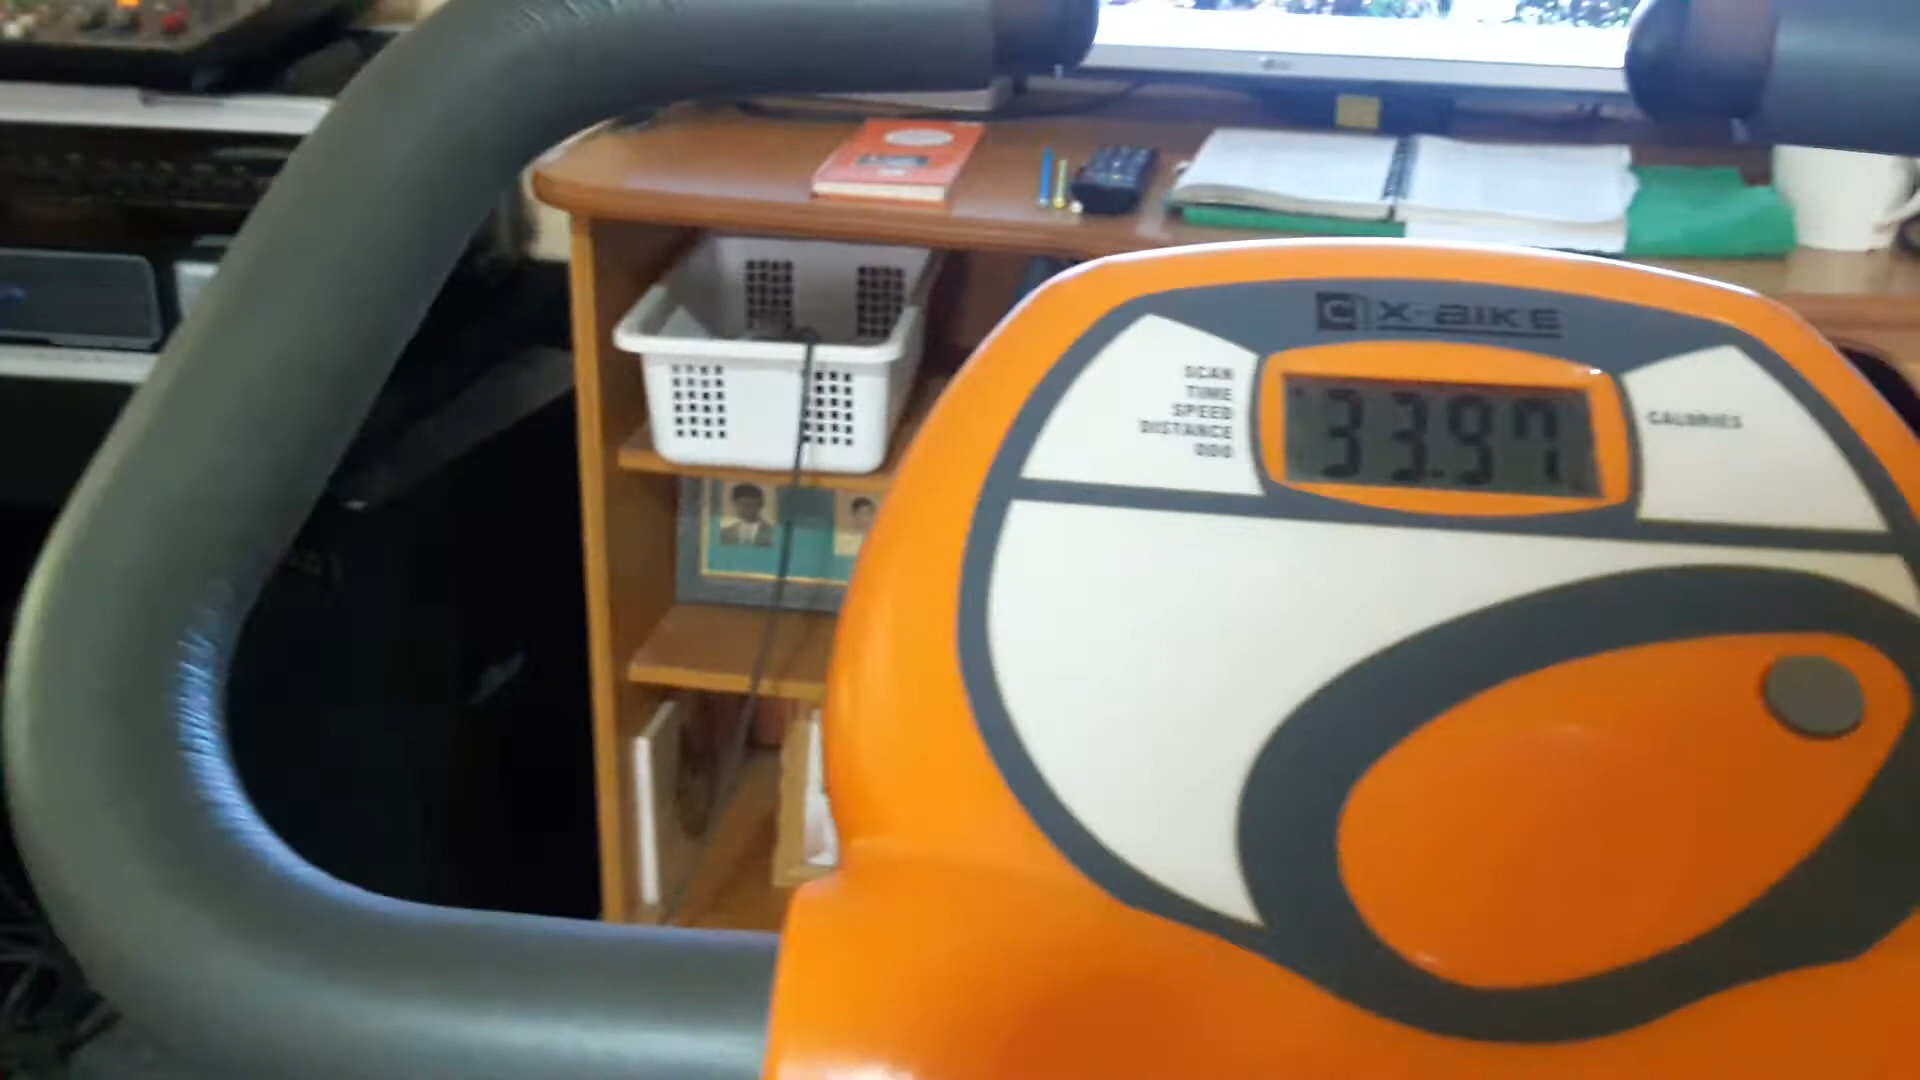 X-BIKE
SCAN
TIME
SPEED
DISTANCE
ODO
33.97
CALORIES